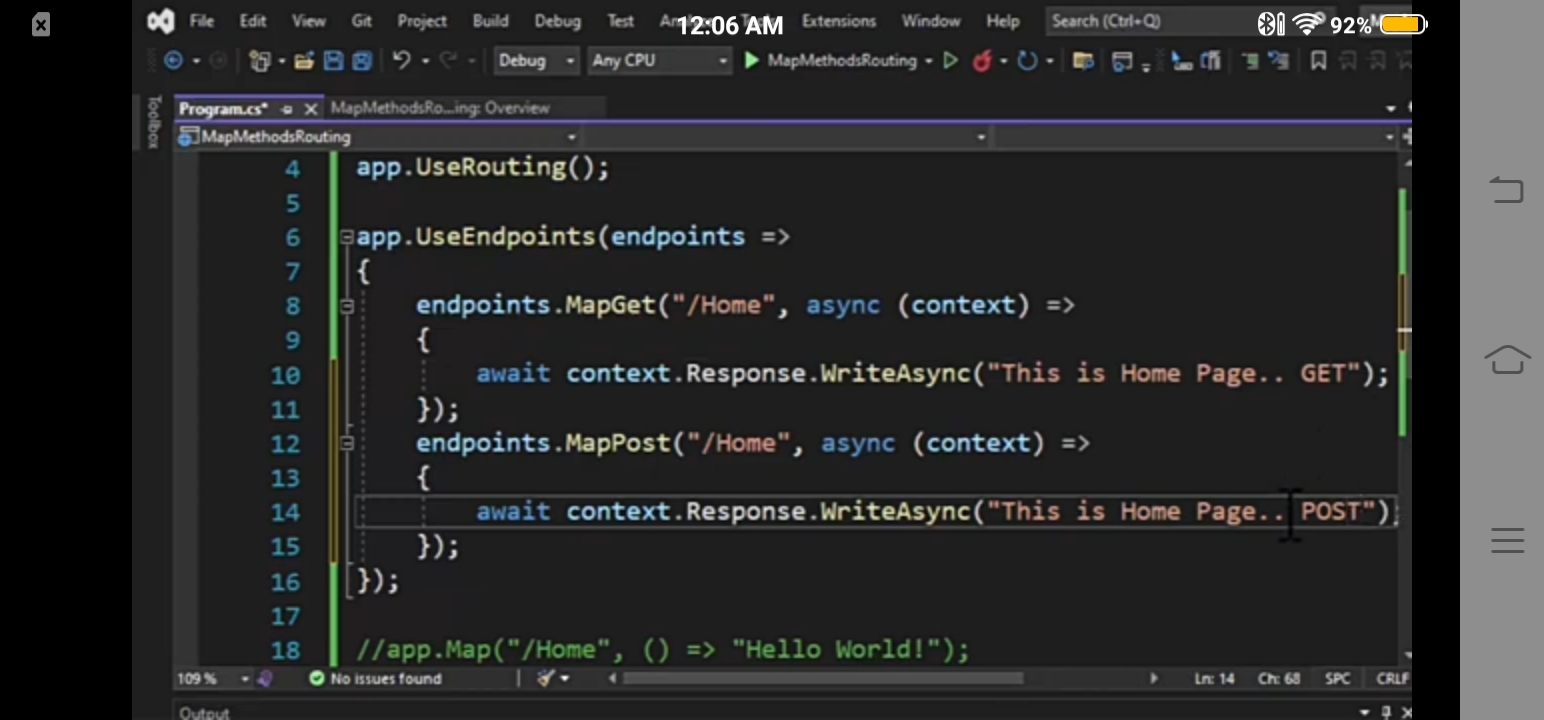 12:06 AM 92%
File Edit View Git Project Build Debug Test Extensions Window Help Search (Ctrl+Q)
Debug Any CPU MapMethodsRouting
Toolbox
Program.cs* MapMethodsRo...ing: Overview
MapMethodsRouting
4 app.UseRouting();
5
6 app.UseEndpoints(endpoints =>
7 {
8 endpoints.MapGet("/Home", async (context) =>
9 {
10 await context.Response.WriteAsync("This is Home Page.. GET");
11 });
12 endpoints.MapPost("/Home", async (context) =>
13 {
14 await context.Response.WriteAsync("This is Home Page.. POST");
15 });
16 });
17
18 //app.Map("/Home", () => "Hello World!");
109 % No issues found Ln: 14 Ch: 68 SPC CRLF
Output